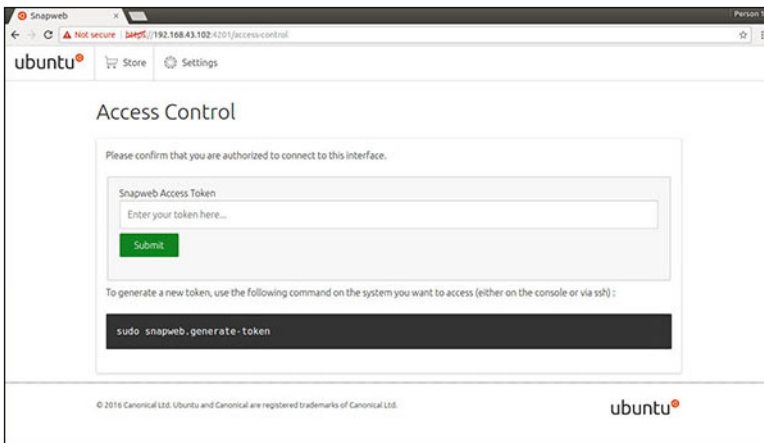 Snapweb
Person 1
Not secure | https://192.168.43.102:4201/access-control
ubuntu Store Settings
Access Control
Please confirm that you are authorized to connect to this interface.
Snapweb Access Token
Enter your token here...
Submit
To generate a new token, use the following command on the system you want to access (either on the console or via ssh) :
sudo snapweb.generate-token
© 2016 Canonical Ltd. Ubuntu and Canonical are registered trademarks of Canonical Ltd.
ubuntu